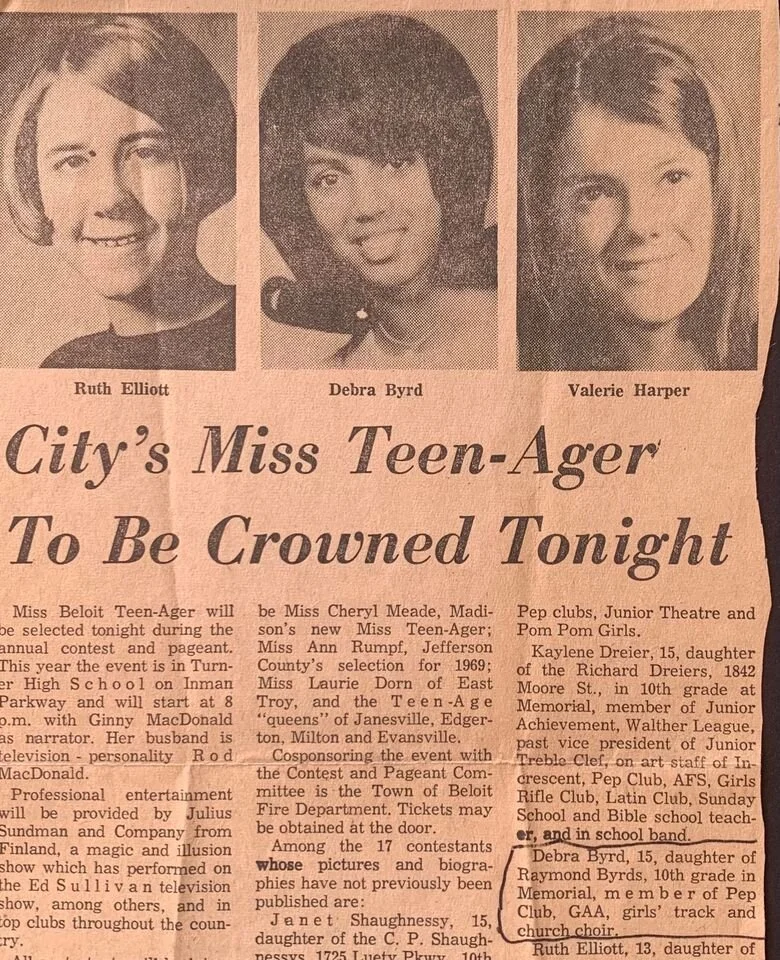 Ruth Elliott
Debra Byrd
Valerie Harper
City's Miss Teen-Ager
To Be Crowned Tonight
Miss Beloit Teen-Ager will
be selected tonight during the
annual contest and pageant.
This year the event is in Turn-
er High School on Inman
Parkway and will start at 8
p.m. with Ginny MacDonald
as narrator. Her busband is
television - personality Rod
MacDonald.
Professional entertainment
will be provided by Julius
Sundman and Company from
Finland, a magic and illusion
show which has performed on
the Ed Sullivan television
show, among others, and in
top clubs throughout the coun-
try.
be Miss Cheryl Meade, Madi-
son's new Miss Teen-Ager;
Miss Ann Rumpf, Jefferson
County's selection for 1969;
Miss Laurie Dorn of East
Troy, and the Teen-Age
"queens" of Janesville, Edger-
ton, Milton and Evansville.
Cosponsoring the event with
the Contest and Pageant Com-
mittee is the Town of Beloit
Fire Department. Tickets may
be obtained at the door.
Among the 17 contestants
whose pictures and biogra-
phies have not previously been
published are:
Janet Shaughnessy, 15,
daughter of the C. P. Shaugh-
nessys, 1725 Luety Pkwy., 10th
Pep clubs, Junior Theatre and
Pom Pom Girls.
Kaylene Dreier, 15, daughter
of the Richard Dreiers, 1842
Moore St., in 10th grade at
Memorial, member of Junior
Achievement, Walther League,
past vice president of Junior
Treble Clef, on art staff of In-
crescent, Pep Club, AFS, Girls
Rifle Club, Latin Club, Sunday
School and Bible school teach-
er, and in school band.
Debra Byrd, 15, daughter of
Raymond Byrds, 10th grade in
Memorial, member of Pep
Club, GAA, girls' track and
church choir.
Ruth Elliott, 13, daughter of